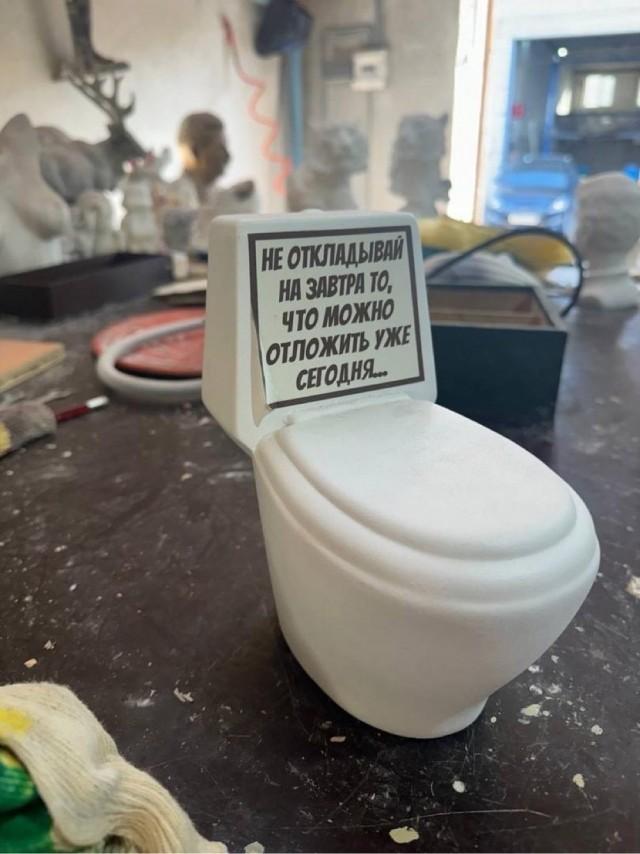 НЕ ОТКЛАДЫВАЙ
НА ЗАВТРА ТО,
ЧТО МОЖНО
ОТЛОЖИТЬ УЖЕ
СЕГОДНЯ...